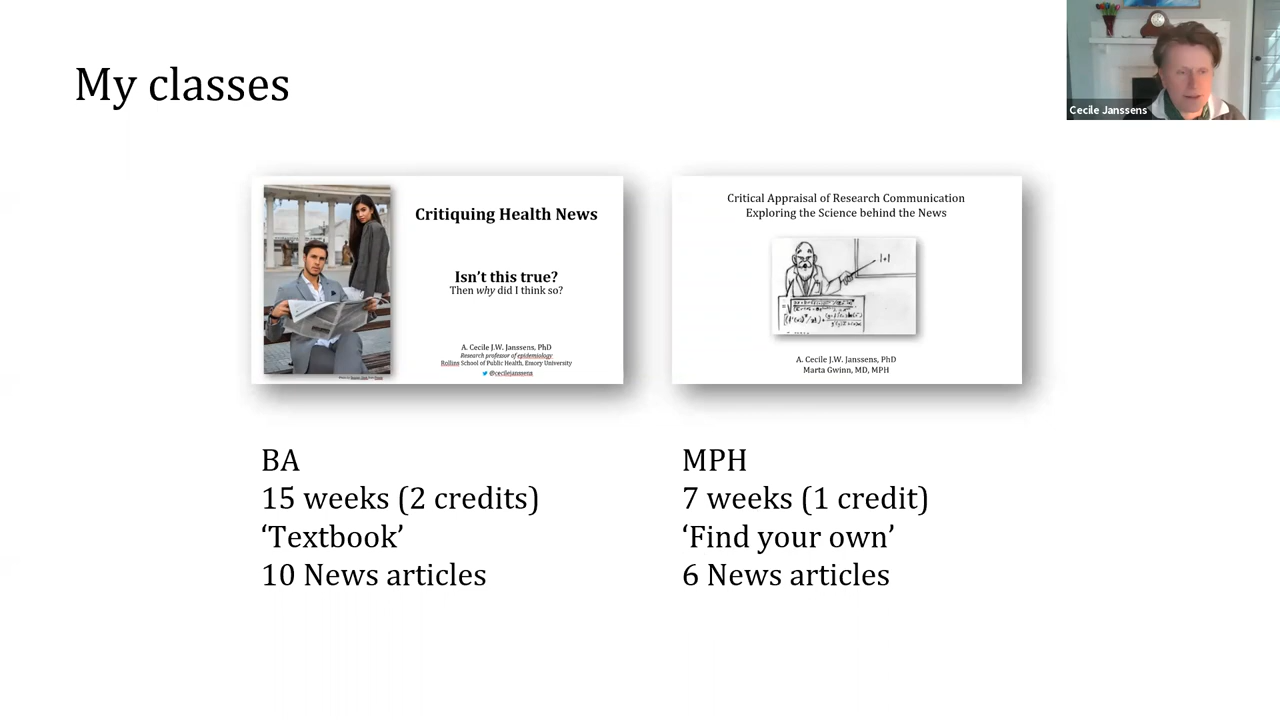 My classes
Cecile Janssens
Critiquing Health News
Isn't this true?
Then why did I think so?
A. Cecile J.W. Janssens, PhD
Research professor of epidemiology
Rollins School of Public Health, Emory University
@cecilejanssens
Critical Appraisal of Research Communication
Exploring the Science behind the News
1+1
A. Cecile J.W. Janssens, PhD
Marta Gwinn, MD, MPH
BA
15 weeks (2 credits)
‘Textbook’
10 News articles
MPH
7 weeks (1 credit)
‘Find your own’
6 News articles